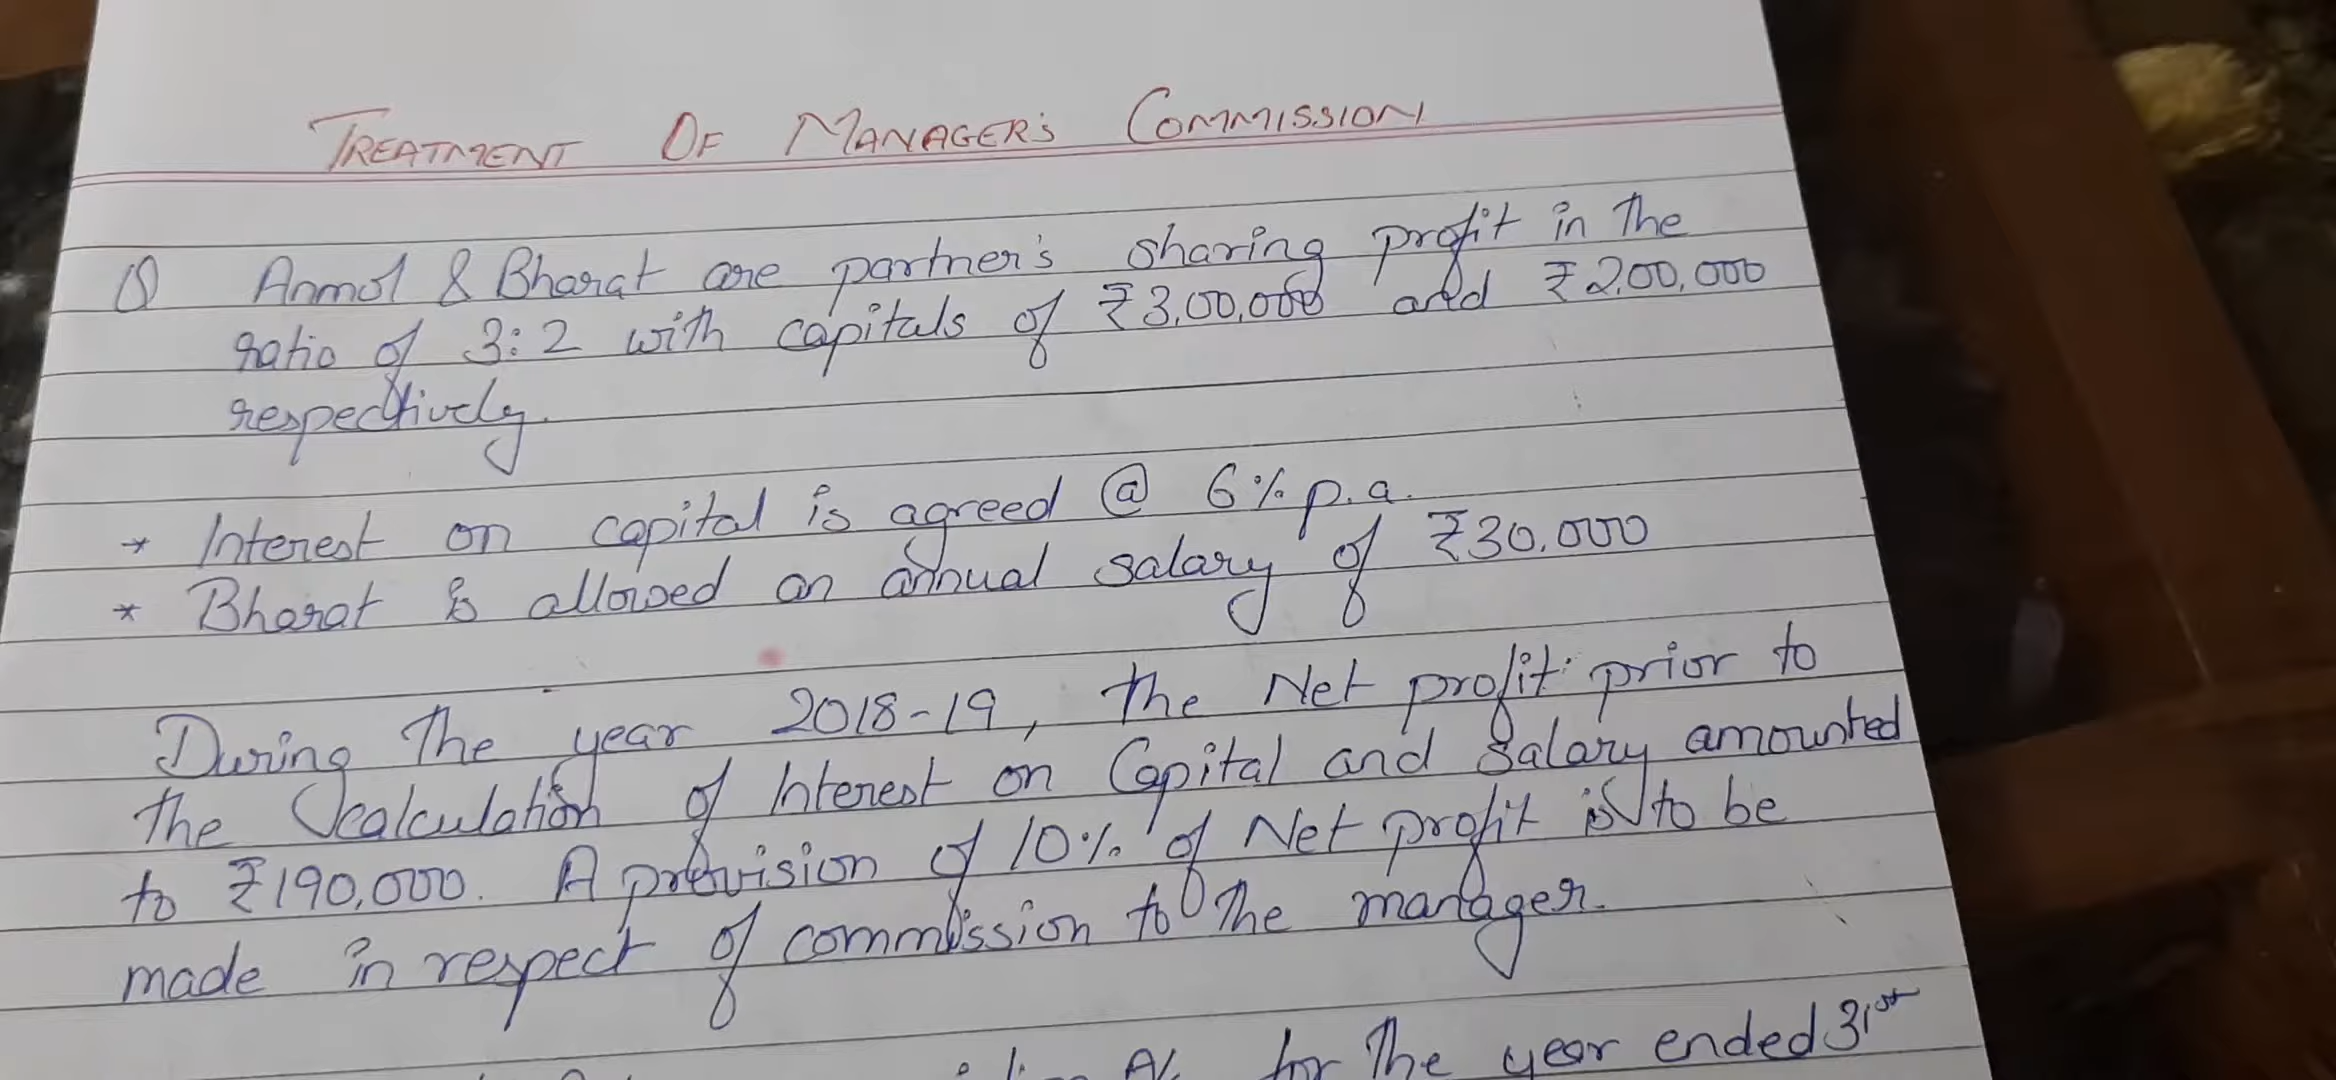 TREATMENT OF MANAGER'S COMMISSION
Q Anmol & Bharat are partner's sharing profit in the
ratio of 3:2 with capitals of ₹3,00,000 and ₹2,00,000
respectively.
* Interest on capital is agreed @ 6% p.a.
* Bharat is allowed an annual salary of ₹30,000
During the year 2018-19, the Net profit prior to
the calculation of Interest on Capital and Salary amounted
to ₹190,000. A provision of 10% of Net profit is to be
made in respect of commission to the manager.
A/c for the year ended 31st